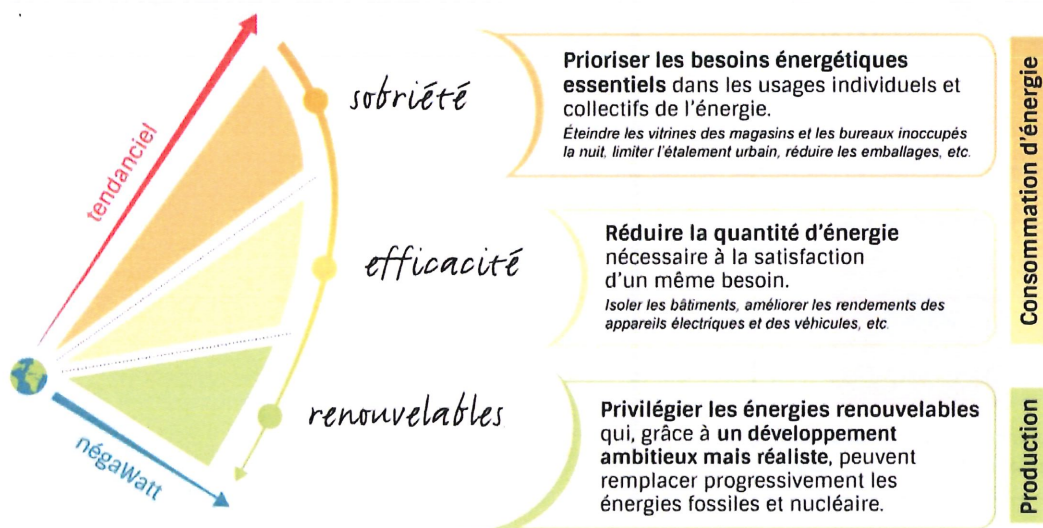 tendanciel
négaWatt
sobriété
Prioriser les besoins énergétiques
essentiels dans les usages individuels et
collectifs de l'énergie.
Éteindre les vitrines des magasins et les bureaux inoccupés
la nuit, limiter l'étalement urbain, réduire les emballages, etc.
efficacité
Réduire la quantité d'énergie
nécessaire à la satisfaction
d'un même besoin.
Isoler les bâtiments, améliorer les rendements des
appareils électriques et des véhicules, etc.
renouvelables
Privilégier les énergies renouvelables
qui, grâce à un développement
ambitieux mais réaliste, peuvent
remplacer progressivement les
énergies fossiles et nucléaire.
Consommation d'énergie
Production